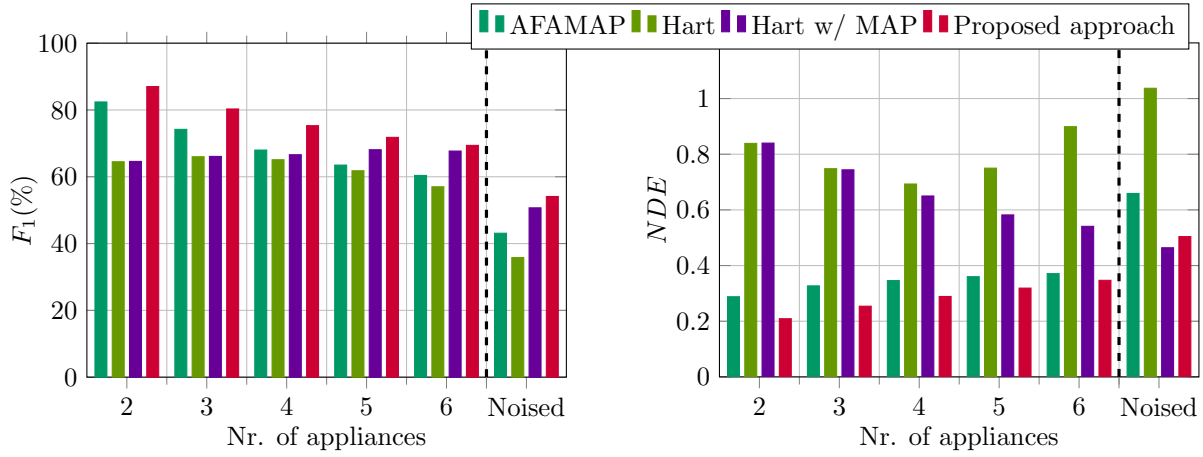 AFAMAP Hart Hart w/ MAP Proposed approach
100
80
60
40
20
0
F1(%)
2 3 4 5 6 Noised
Nr. of appliances
1
0.8
0.6
0.4
0.2
0
NDE
2 3 4 5 6 Noised
Nr. of appliances